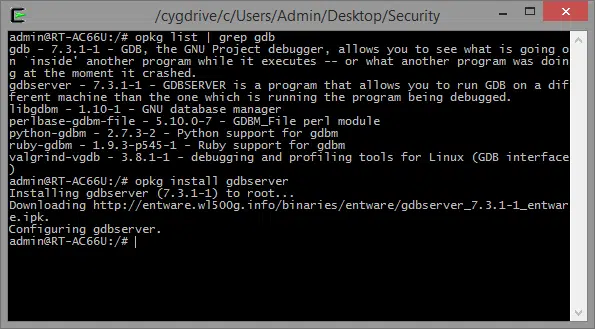 /cygdrive/c/Users/Admin/Desktop/Security
admin@RT-AC66U:/# opkg list | grep gdb
gdb - 7.3.1-1 - GDB, the GNU Project debugger, allows you to see what is going o
n `inside' another program while it executes -- or what another program was doin
g at the moment it crashed.
gdbserver - 7.3.1-1 - GDBSERVER is a program that allows you to run GDB on a dif
ferent machine than the one which is running the program being debugged.
libgdbm - 1.10-1 - GNU database manager
perlbase-gdbm-file - 5.10.0-7 - GDBM_File perl module
python-gdbm - 2.7.3-2 - Python support for gdbm
ruby-gdbm - 1.9.3-p545-1 - Ruby support for gdbm
valgrind-vgdb - 3.8.1-1 - debugging and profiling tools for Linux (GDB interface
)
admin@RT-AC66U:/# opkg install gdbserver
Installing gdbserver (7.3.1-1) to root...
Downloading http://entware.wl500g.info/binaries/entware/gdbserver_7.3.1-1_entwar
e.ipk.
Configuring gdbserver.
admin@RT-AC66U:/#